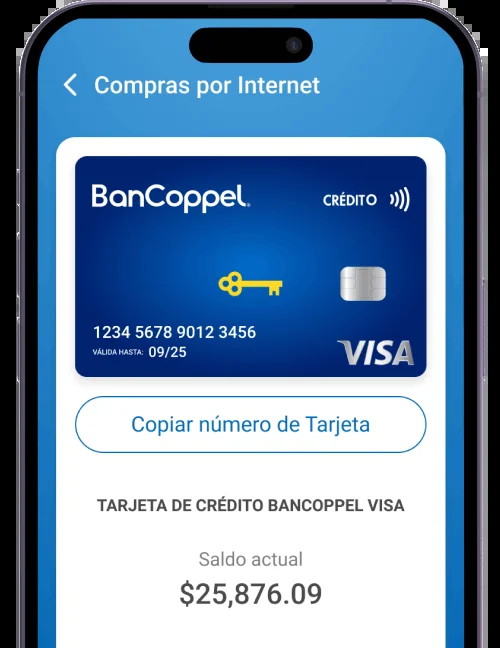 Compras por Internet
BanCoppel
CRÉDITO
1234 5678 9012 3456
VÁLIDA HASTA: 09/25
VISA
Copiar número de Tarjeta
TARJETA DE CRÉDITO BANCOPPEL VISA
Saldo actual
$25,876.09